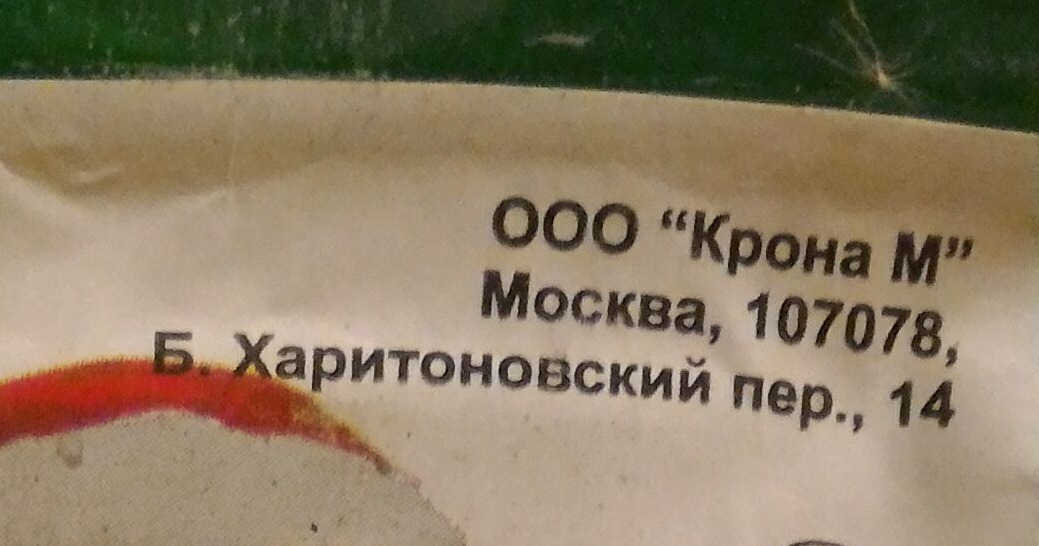 ООО “Крона М”
Москва, 107078,
Б. Харитоновский пер., 14